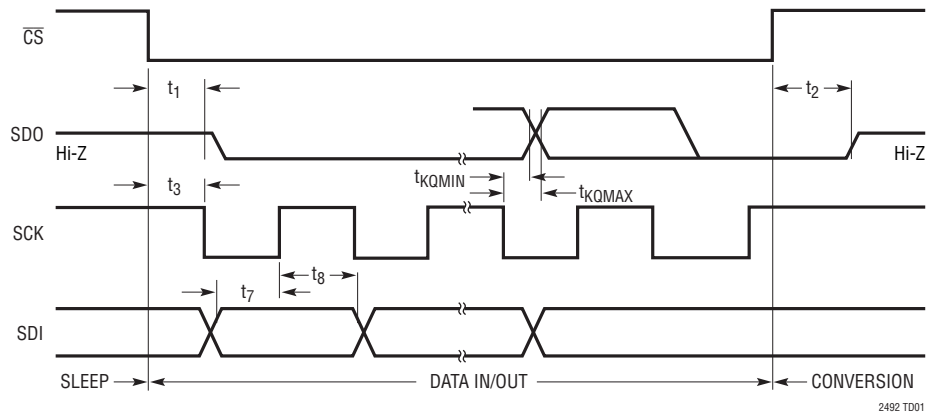 CS
t1
t2
SDO
Hi-Z
Hi-Z
tKQMIN
t3
tKQMAX
SCK
t8
t7
SDI
SLEEP
DATA IN/OUT
CONVERSION
2492 TD01